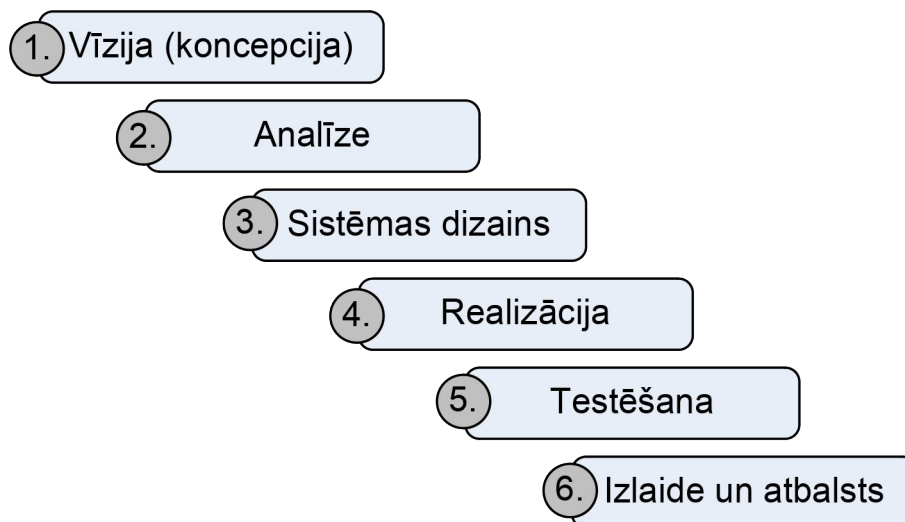 1. Vīzija (koncepcija)
2. Analīze
3. Sistēmas dizains
4. Realizācija
5. Testēšana
6. Izlaide un atbalsts